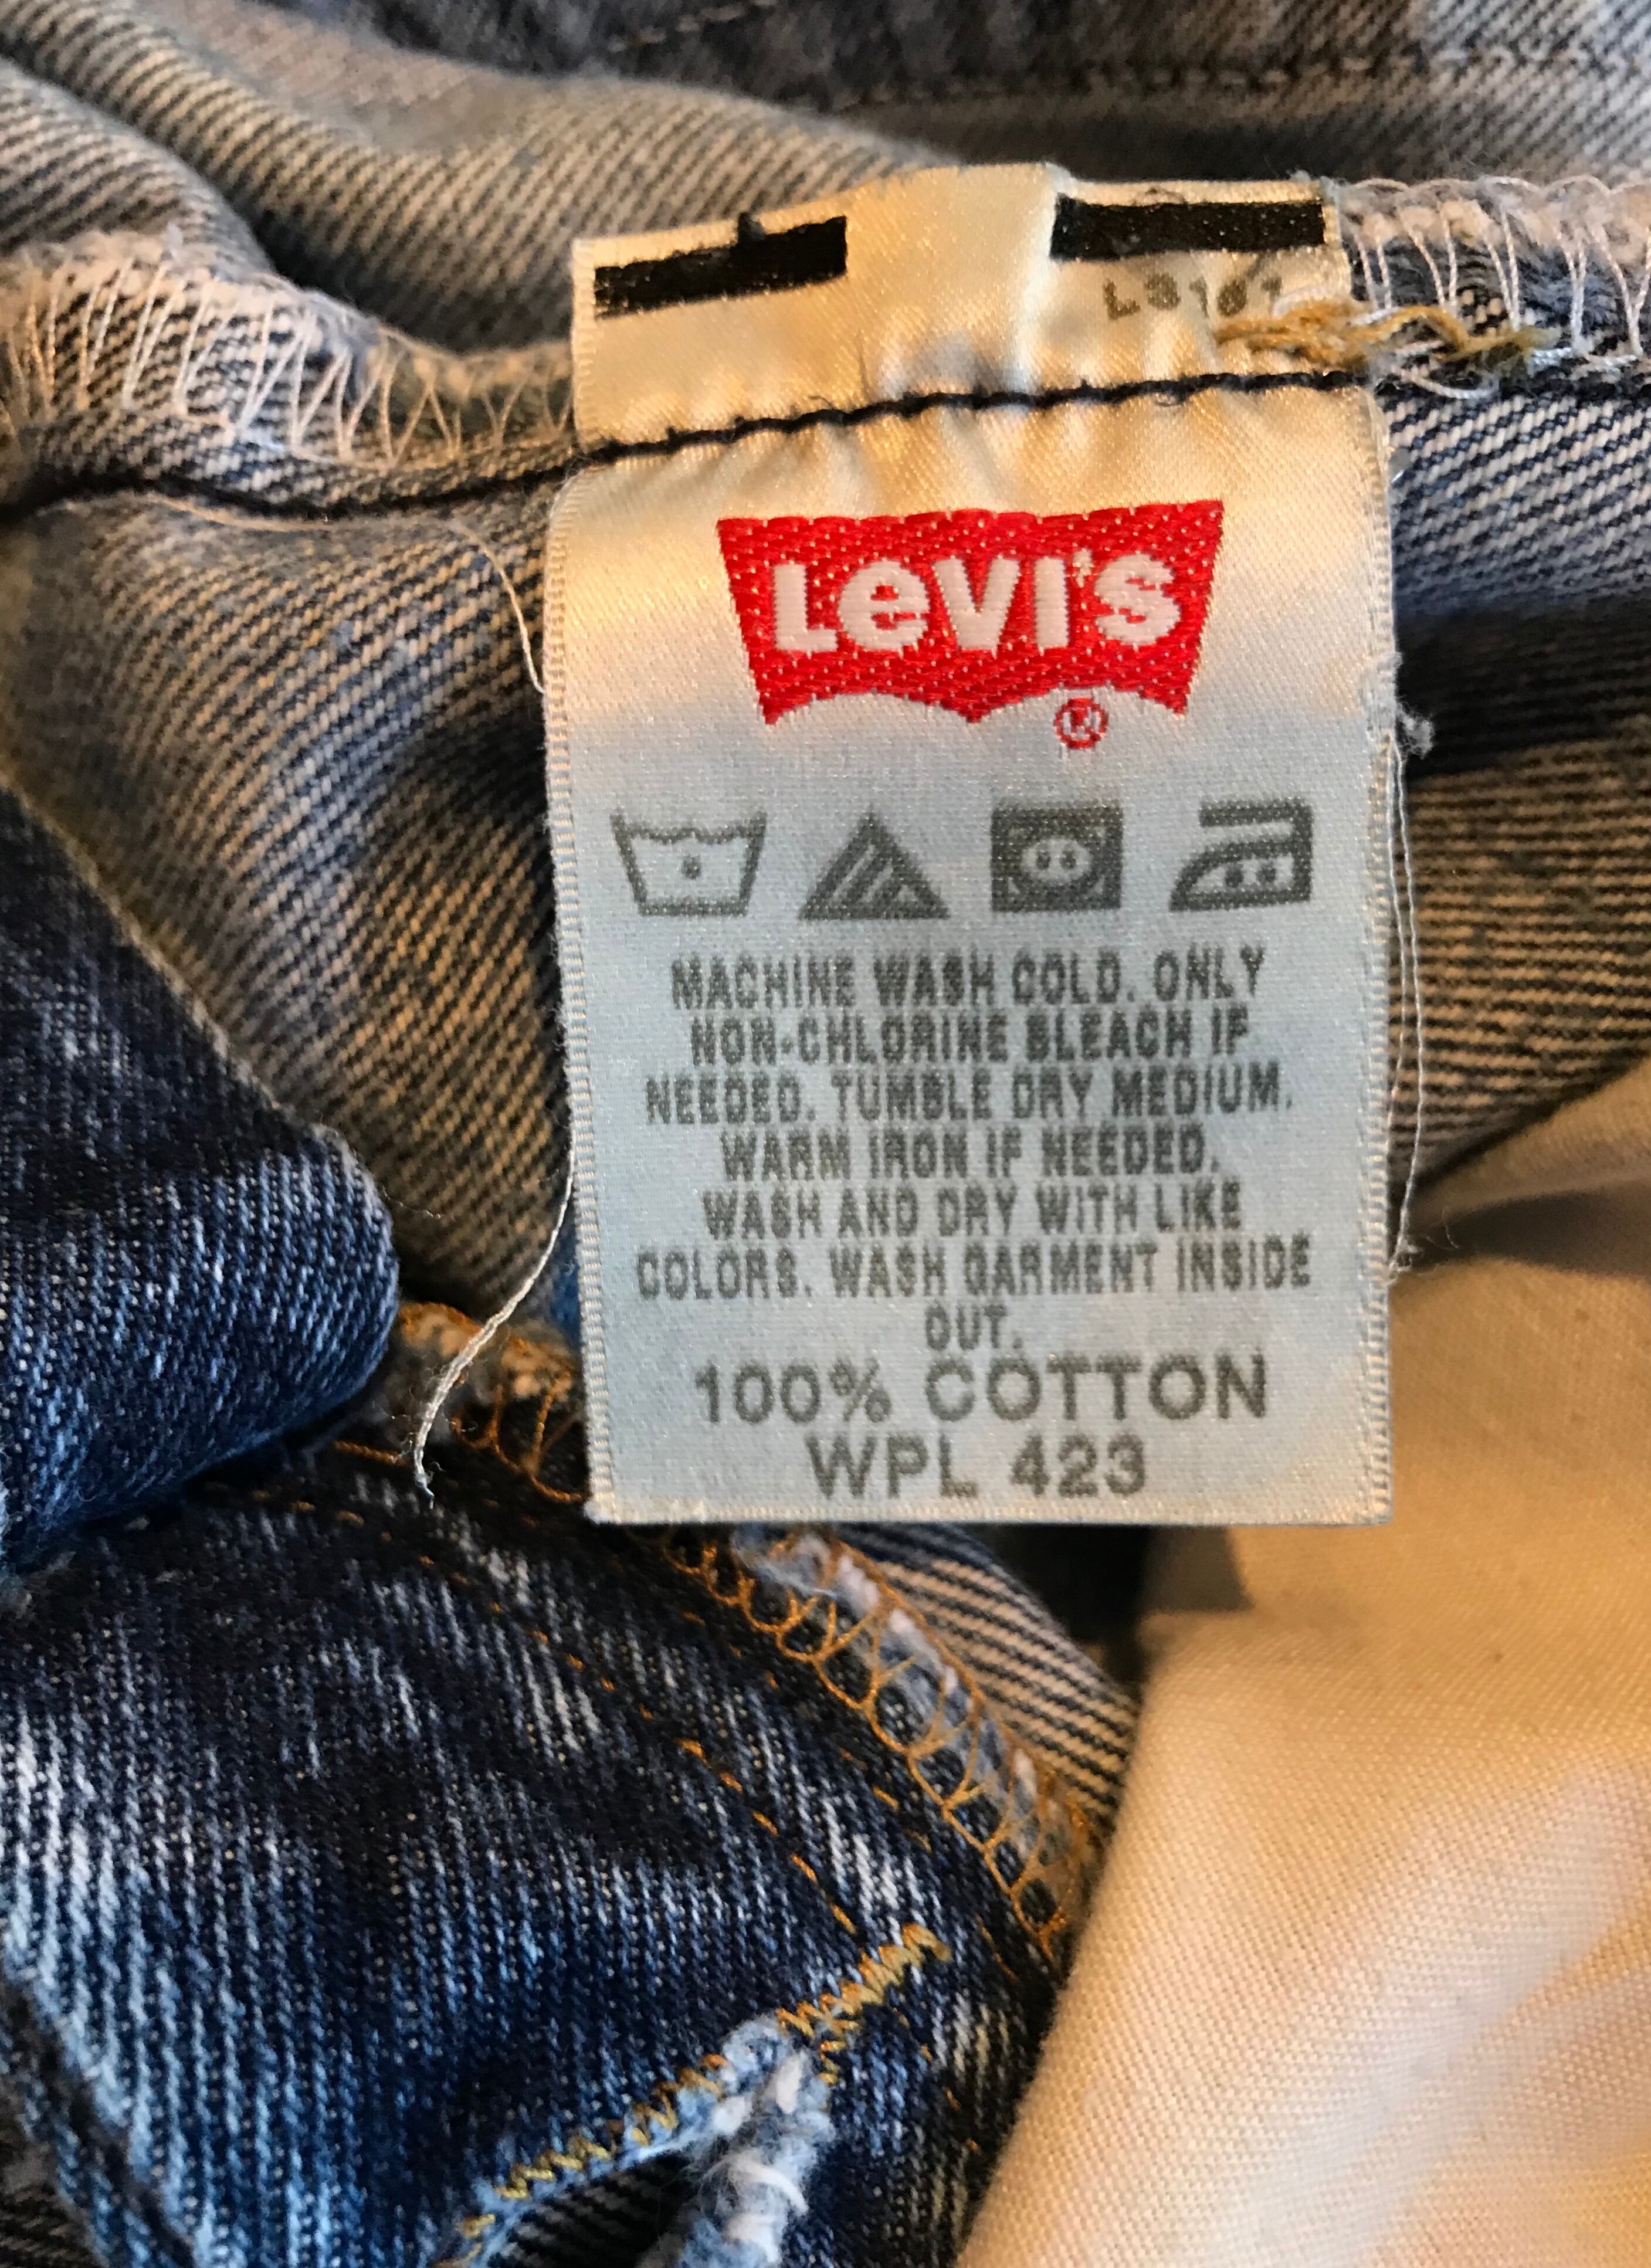 LEVI'S
®
MACHINE WASH COLD. ONLY
NON-CHLORINE BLEACH IF
NEEDED. TUMBLE DRY MEDIUM.
WARM IRON IF NEEDED.
WASH AND DRY WITH LIKE
COLORS. WASH GARMENT INSIDE
OUT.
100% COTTON
WPL 423